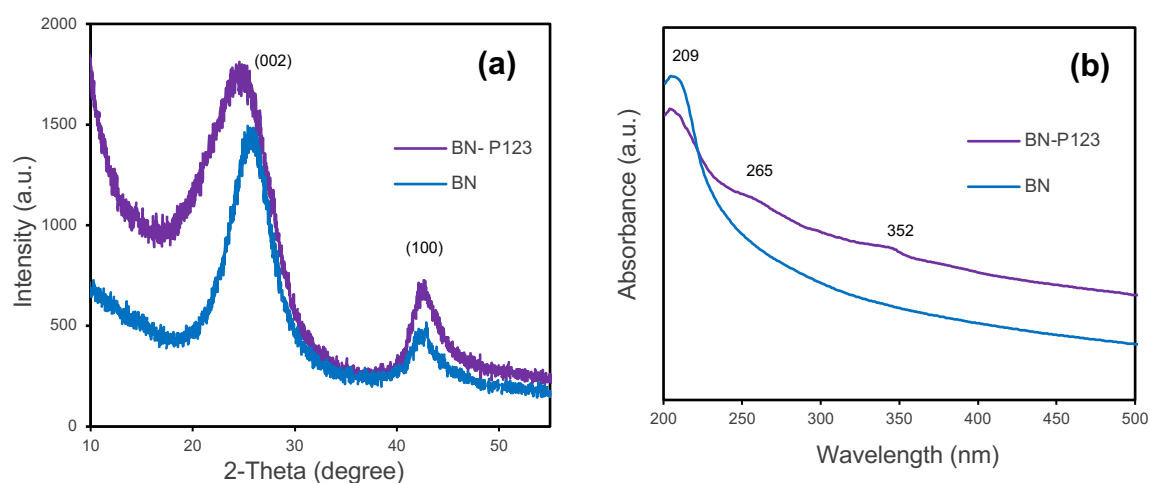 (a)
(002)
(100)
BN- P123
BN
Intensity (a.u.)
2000
1500
1000
500
0
10 20 30 40 50
2-Theta (degree)
(b)
209
265
352
BN-P123
BN
Absorbance (a.u.)
200 250 300 350 400 450 500
Wavelength (nm)